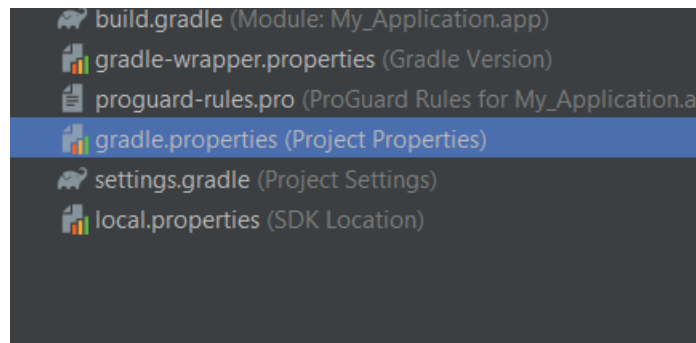 build.gradle (Module: My_Application.app)
gradle-wrapper.properties (Gradle Version)
proguard-rules.pro (ProGuard Rules for My_Application.a
gradle.properties (Project Properties)
settings.gradle (Project Settings)
local.properties (SDK Location)